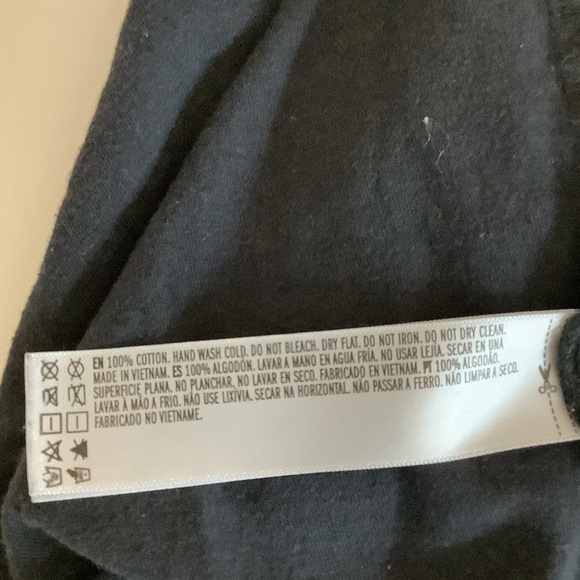 EN 100% COTTON. HAND WASH COLD. DO NOT BLEACH. DRY FLAT. DO NOT IRON. DO NOT DRY CLEAN.
MADE IN VIETNAM. ES 100% ALGODÓN. LAVAR A MANO EN AGUA FRÍA. NO USAR LEJÍA. SECAR EN UNA
SUPERFICIE PLANA. NO PLANCHAR. NO LAVAR EN SECO. FABRICADO EN VIETNAM. PT 100% ALGODÃO.
LAVAR À MÃO A FRIO. NÃO USE LIXÍVIA. SECAR NA HORIZONTAL. NÃO PASSAR A FERRO. NÃO LIMPAR A SECO.
FABRICADO NO VIETNAME.